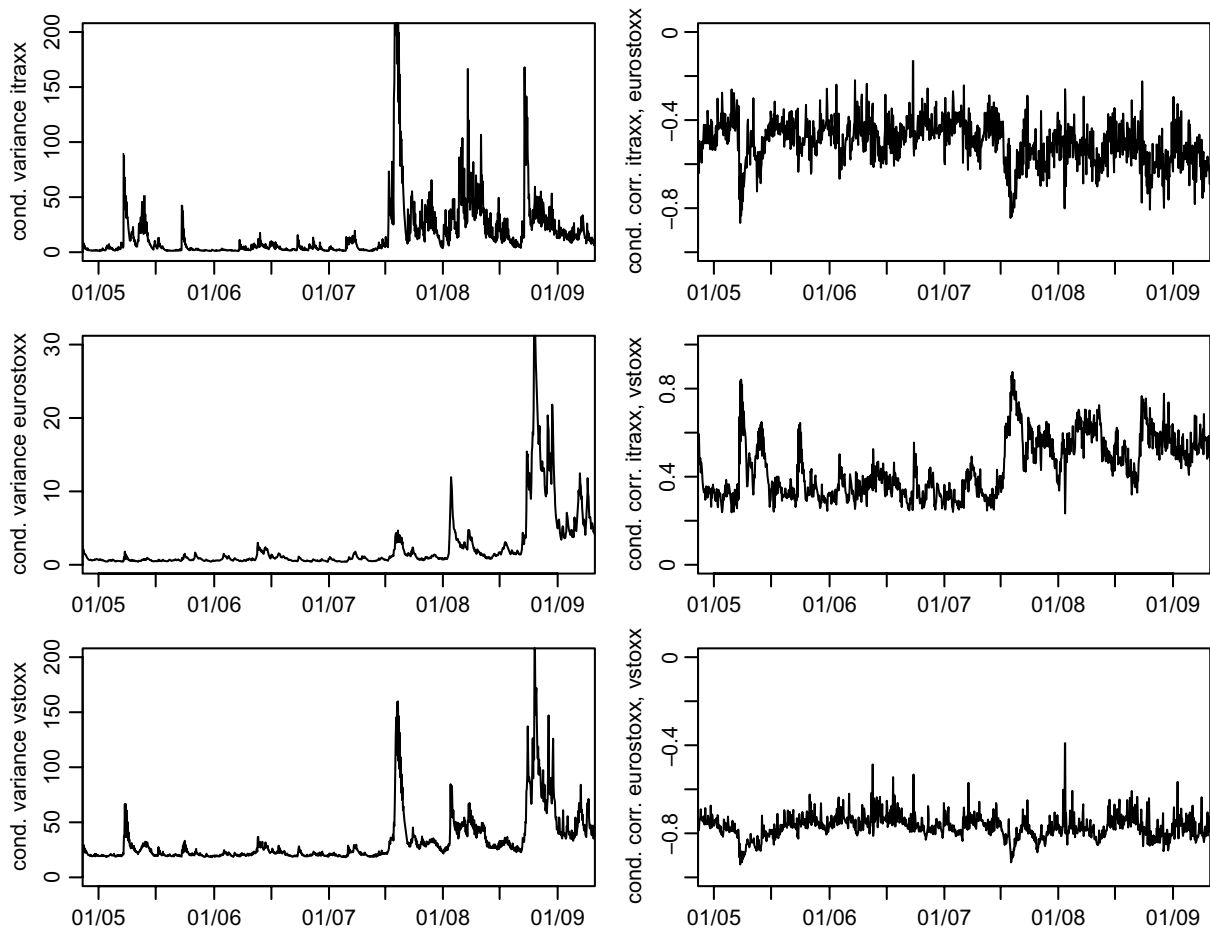 cond. variance itraxx
0 50 100 150 200
01/05 01/06 01/07 01/08 01/09
cond. corr. itraxx, eurostoxx
−0.8 −0.4 0
01/05 01/06 01/07 01/08 01/09
cond. variance eurostoxx
0 10 20 30
01/05 01/06 01/07 01/08 01/09
cond. corr. itraxx, vstoxx
0 0.4 0.8
01/05 01/06 01/07 01/08 01/09
cond. variance vstoxx
0 50 100 150 200
01/05 01/06 01/07 01/08 01/09
cond. corr. eurostoxx, vstoxx
−0.8 −0.4 0
01/05 01/06 01/07 01/08 01/09